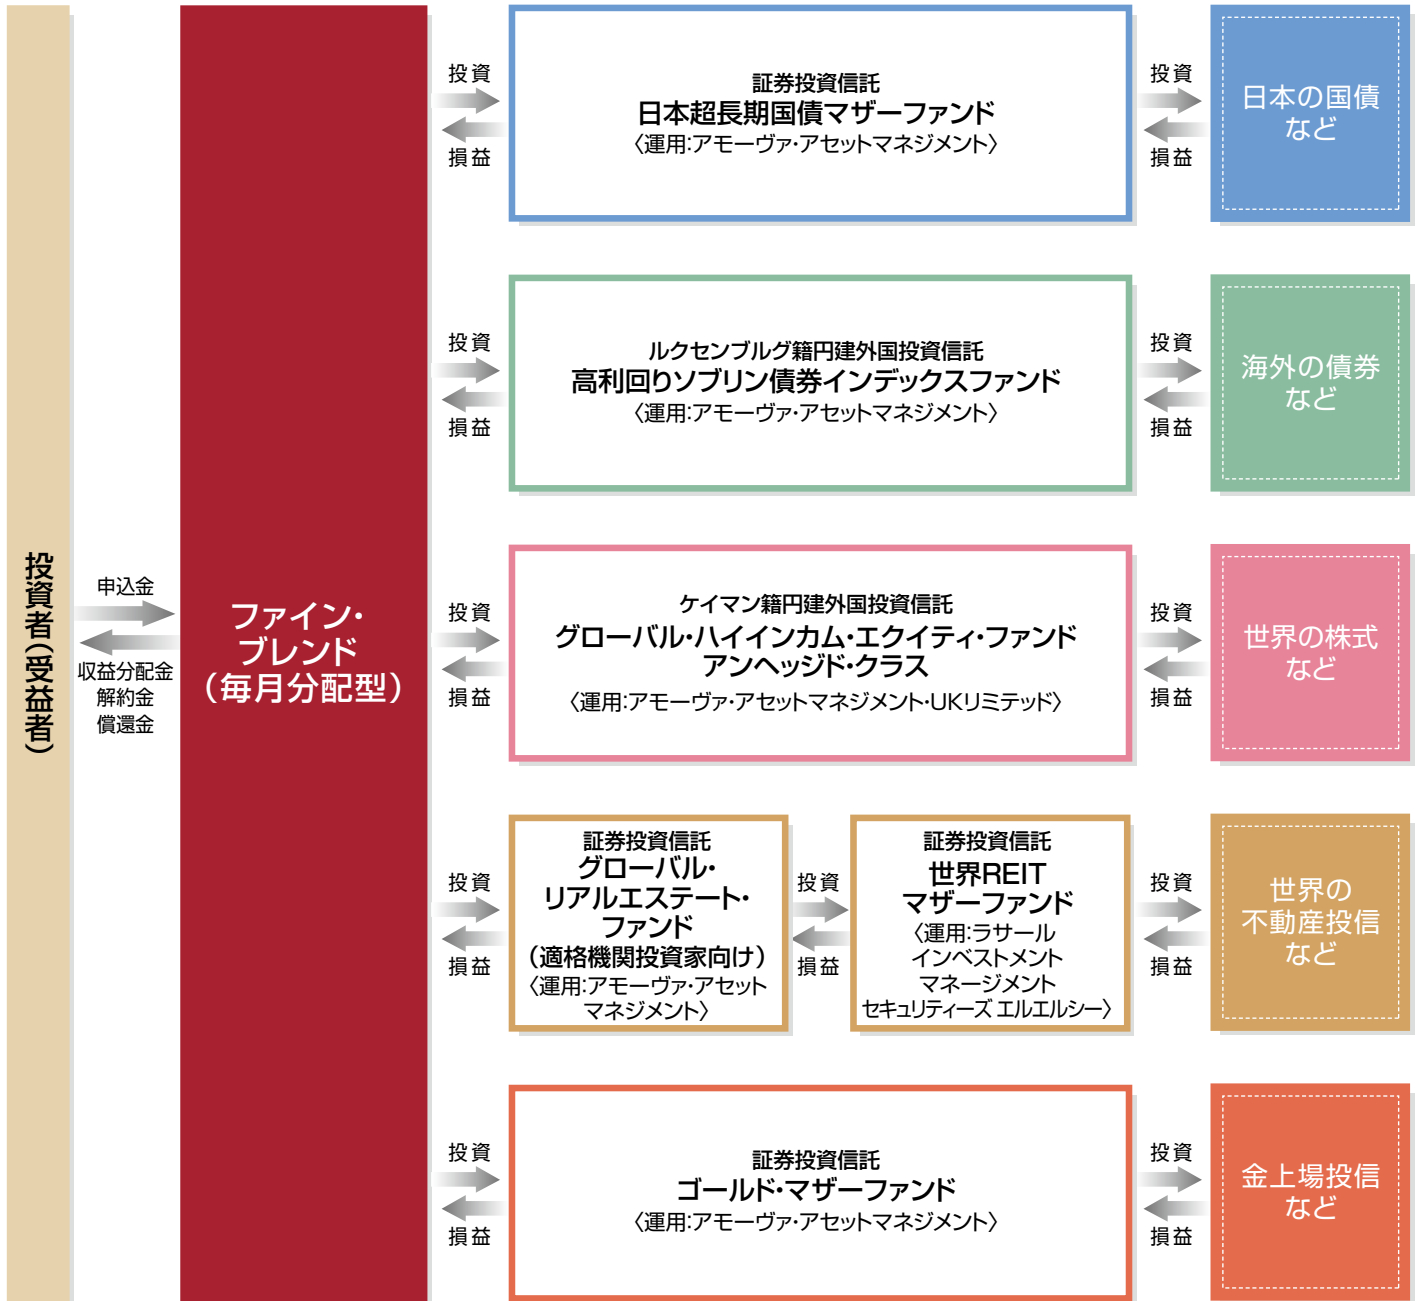 投資者(受益者)
申込金
収益分配金
解約金
償還金
ファイン・
ブレンド
(毎月分配型)
投資
損益
証券投資信託
日本超長期国債マザーファンド
〈運用:アモーヴァ・アセットマネジメント〉
投資
損益
日本の国債
など
投資
損益
ルクセンブルグ籍円建外国投資信託
高利回りソブリン債券インデックスファンド
〈運用:アモーヴァ・アセットマネジメント〉
投資
損益
海外の債券
など
投資
損益
ケイマン籍円建外国投資信託
グローバル・ハイインカム・エクイティ・ファンド
アンヘッジド・クラス
〈運用:アモーヴァ・アセットマネジメント・UKリミテッド〉
投資
損益
世界の株式
など
投資
損益
証券投資信託
グローバル・
リアルエステート・
ファンド
(適格機関投資家向け)
〈運用:アモーヴァ・アセット
マネジメント〉
投資
損益
証券投資信託
世界REIT
マザーファンド
〈運用:ラサール
インベストメント
マネージメント
セキュリティーズ エルエルシー〉
投資
損益
世界の
不動産投信
など
投資
損益
証券投資信託
ゴールド・マザーファンド
〈運用:アモーヴァ・アセットマネジメント〉
投資
損益
金上場投信
など